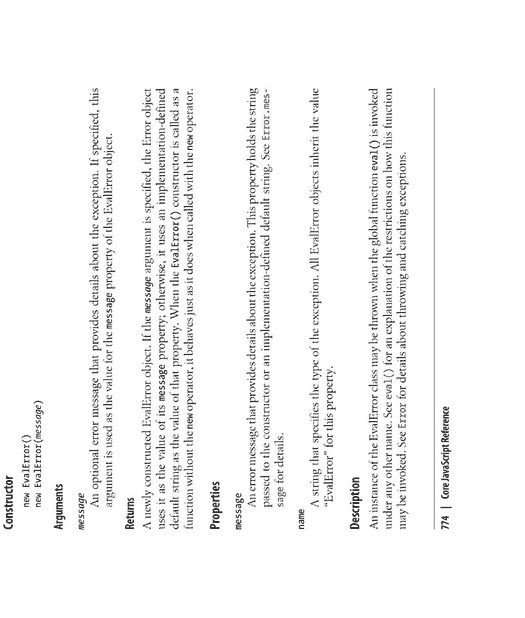 Constructor
new EvalError()
new EvalError(message)
Arguments
message
An optional error message that provides details about the exception. If specified, this
argument is used as the value for the message property of the EvalError object.
Returns
A newly constructed EvalError object. If the message argument is specified, the Error object
uses it as the value of its message property; otherwise, it uses an implementation-defined
default string as the value of that property. When the EvalError() constructor is called as a
function without the new operator, it behaves just as it does when called with the new operator.
Properties
message
An error message that provides details about the exception. This property holds the string
passed to the constructor or an implementation-defined default string. See Error.mes-
sage for details.
name
A string that specifies the type of the exception. All EvalError objects inherit the value
“EvalError” for this property.
Description
An instance of the EvalError class may be thrown when the global function eval() is invoked
under any other name. See eval() for an explanation of the restrictions on how this function
may be invoked. See Error for details about throwing and catching exceptions.
774 | Core JavaScript Reference